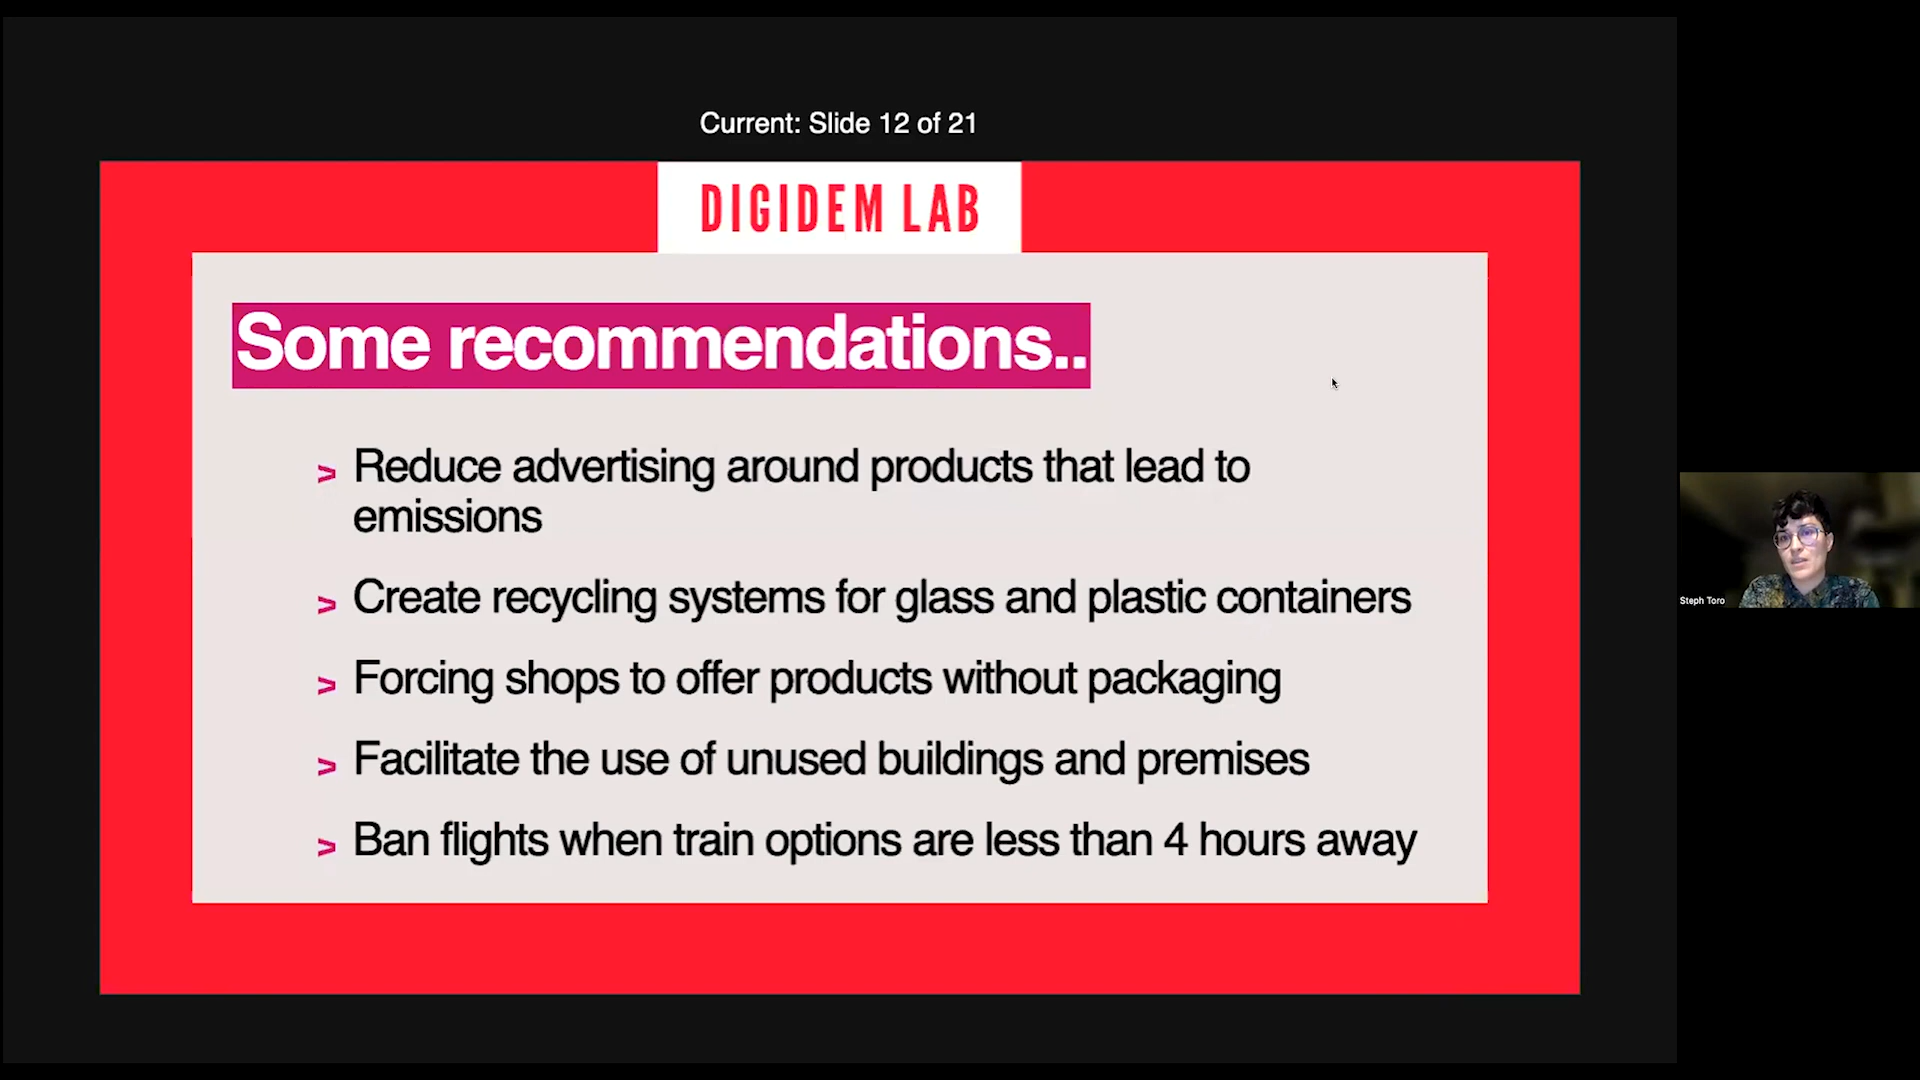 Current: Slide 12 of 21
DIGIDEM LAB
Some recommendations..
> Reduce advertising around products that lead to
emissions
> Create recycling systems for glass and plastic containers
> Forcing shops to offer products without packaging
> Facilitate the use of unused buildings and premises
> Ban flights when train options are less than 4 hours away
Steph Toro